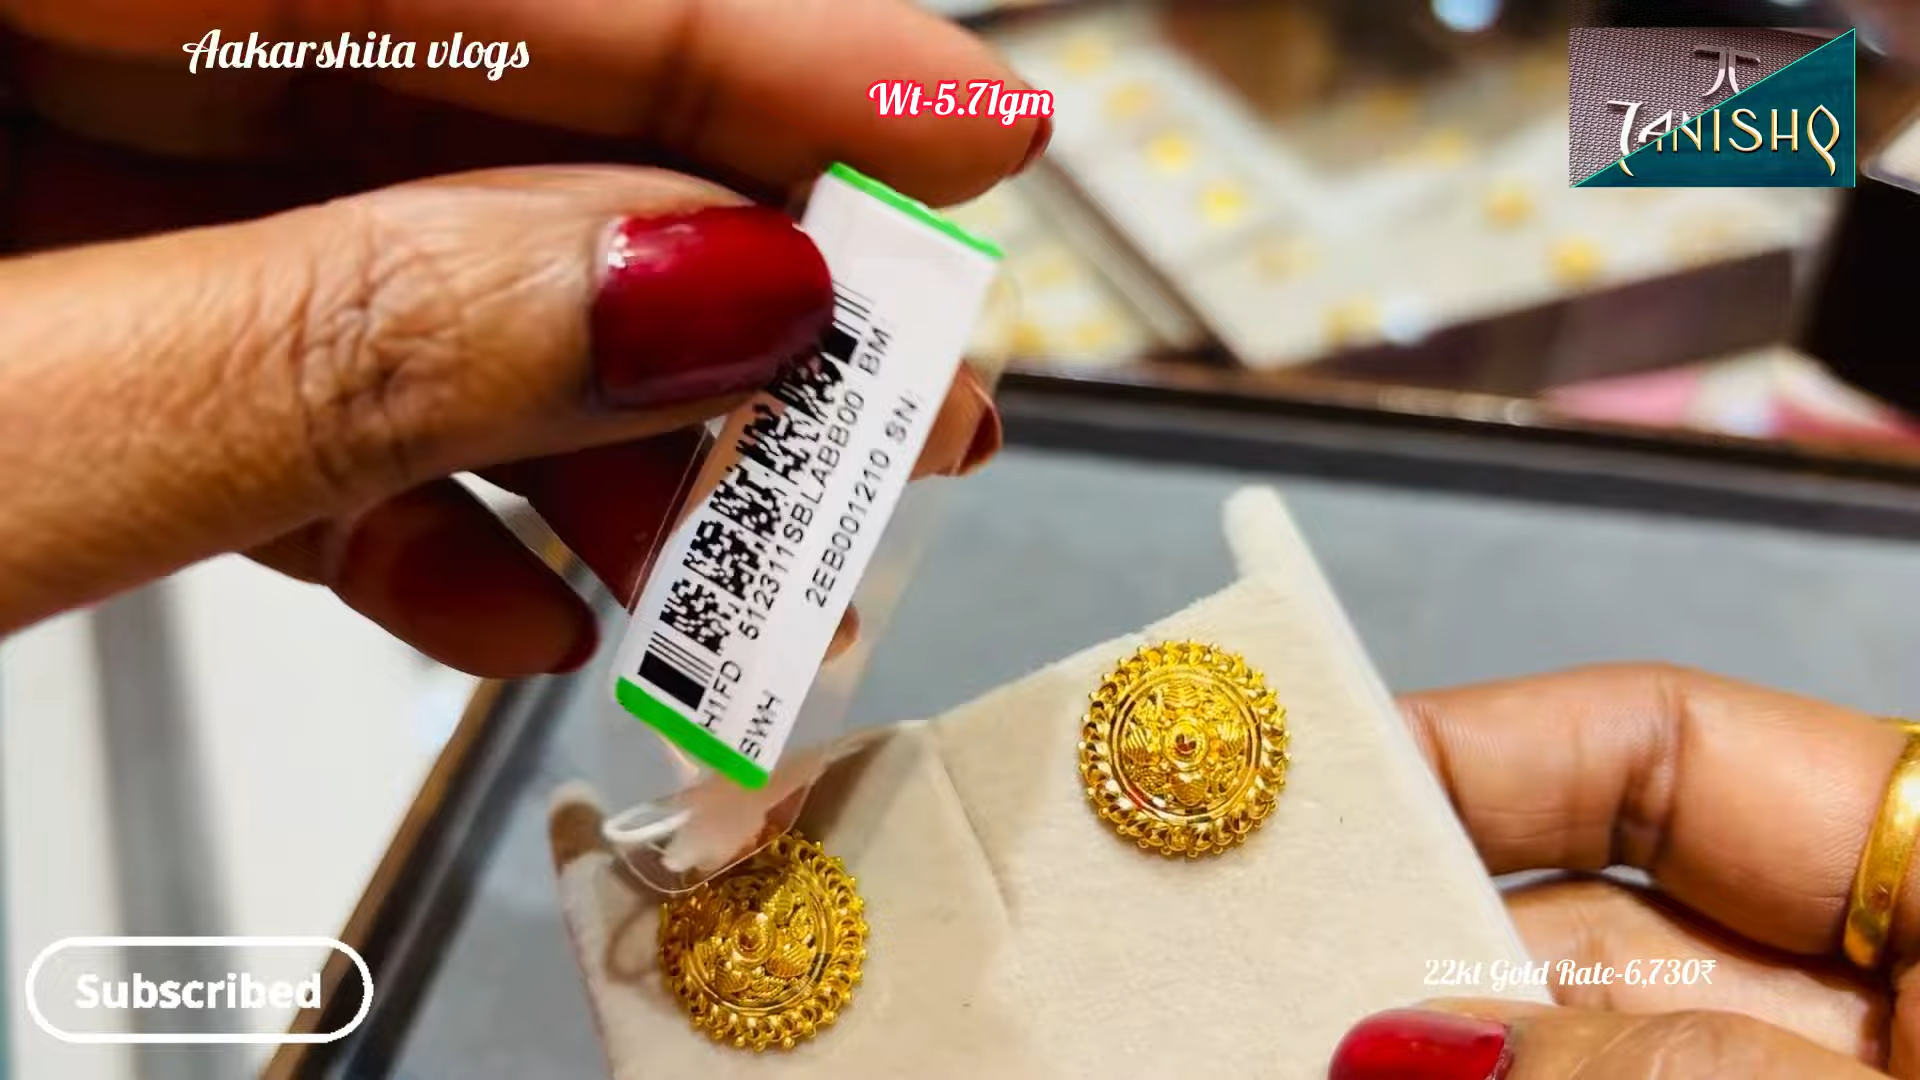 Aakarshita vlogs
Wt-5.71gm
TANISHQ
H1FD 512311SBLABB00 BM
SWH 2EB001210 SN
Subscribed
22kt Gold Rate-6,730₹